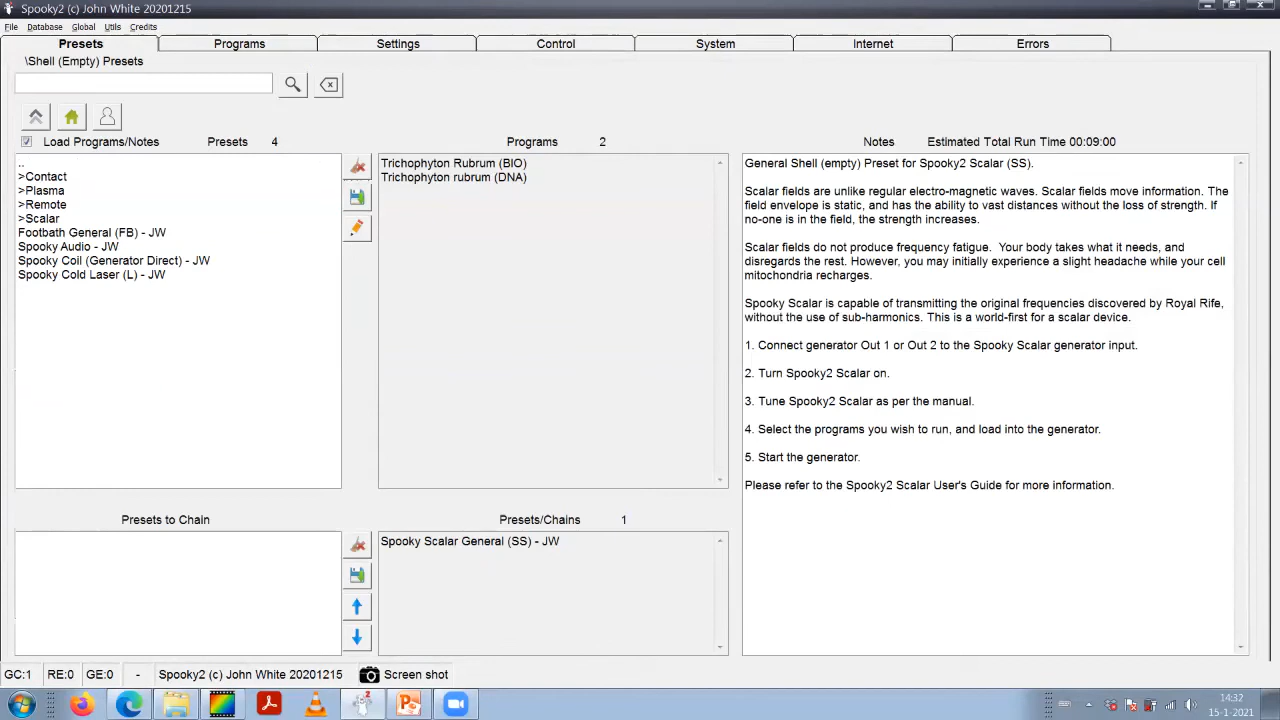 Spooky2 (c) John White 20201215
File Database Global Utils Credits
Presets Programs Settings Control System Internet Errors
\Shell (Empty) Presets
Load Programs/Notes Presets 4 Programs 2 Notes Estimated Total Run Time 00:09:00
..
>Contact
>Plasma
>Remote
>Scalar
Footbath General (FB) - JW
Spooky Audio - JW
Spooky Coil (Generator Direct) - JW
Spooky Cold Laser (L) - JW
Trichophyton Rubrum (BIO)
Trichophyton rubrum (DNA)
General Shell (empty) Preset for Spooky2 Scalar (SS).
Scalar fields are unlike regular electro-magnetic waves. Scalar fields move information. The
field envelope is static, and has the ability to vast distances without the loss of strength. If
no-one is in the field, the strength increases.
Scalar fields do not produce frequency fatigue. Your body takes what it needs, and
disregards the rest. However, you may initially experience a slight headache while your cell
mitochondria recharges.
Spooky Scalar is capable of transmitting the original frequencies discovered by Royal Rife,
without the use of sub-harmonics. This is a world-first for a scalar device.
1. Connect generator Out 1 or Out 2 to the Spooky Scalar generator input.
2. Turn Spooky2 Scalar on.
3. Tune Spooky2 Scalar as per the manual.
4. Select the programs you wish to run, and load into the generator.
5. Start the generator.
Please refer to the Spooky2 Scalar User's Guide for more information.
Presets to Chain Presets/Chains 1
Spooky Scalar General (SS) - JW
GC:1 RE:0 GE:0 - Spooky2 (c) John White 20201215 Screen shot
14:32
15-1-2021